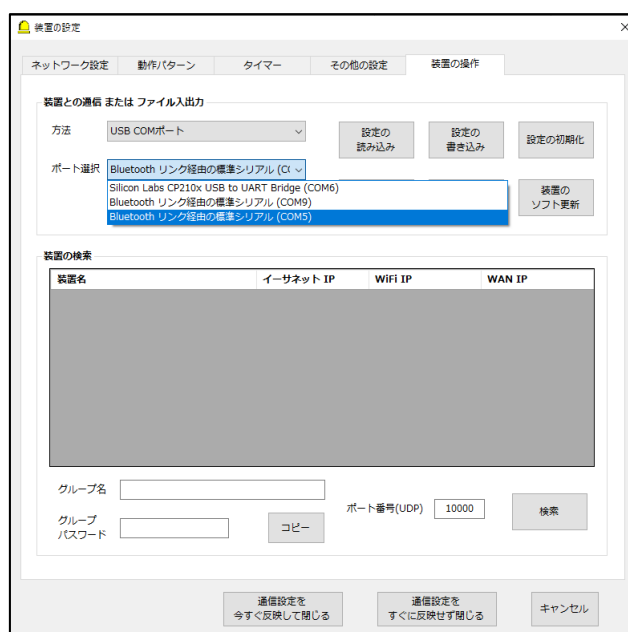 装置の設定
ネットワーク設定 動作パターン タイマー その他の設定 装置の操作
装置との通信 または ファイル入出力
方法 USB COMポート
設定の
読み込み
設定の
書き込み
設定の初期化
ポート選択 Bluetooth リンク経由の標準シリアル (CC
Silicon Labs CP210x USB to UART Bridge (COM6)
Bluetooth リンク経由の標準シリアル (COM9)
Bluetooth リンク経由の標準シリアル (COM5)
装置の
ソフト更新
装置の検索
装置名 イーサネット IP WiFi IP WAN IP
グループ名
グループ
パスワード
コピー
ポート番号(UDP) 10000
検索
通信設定を
今すぐ反映して閉じる
通信設定を
すぐに反映せず閉じる
キャンセル